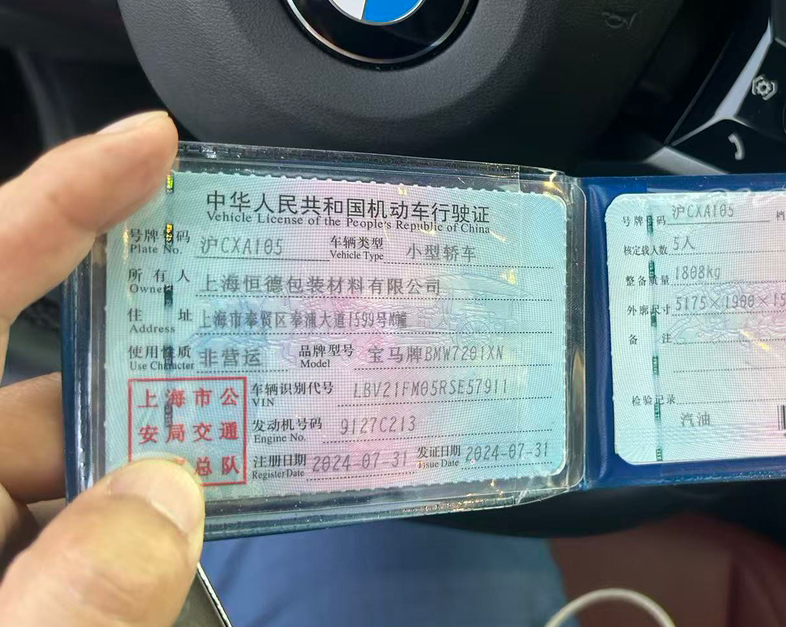 中华人民共和国机动车行驶证
Vehicle License of the People's Republic of China
号牌号码 沪CXA105 车辆类型 小型轿车
Plate No. Vehicle Type
所有人 上海恒德包装材料有限公司
Owner
住址 上海市奉贤区奉浦大道1599号M幢
Address
使用性质 非营运 品牌型号 宝马牌BMW7201XN
Use Character Model
上海市公
安局交通
总队
车辆识别代号 LBV21FM05RSE57911
VIN
发动机号码 9127C213
Engine No.
注册日期 2024-07-31 发证日期 2024-07-31
Register Date Issue Date
号牌号码 沪CXA105 档
核定载人数 5人
整备质量 1808kg
外廓尺寸 5175×1900×15
备注
检验记录
汽油